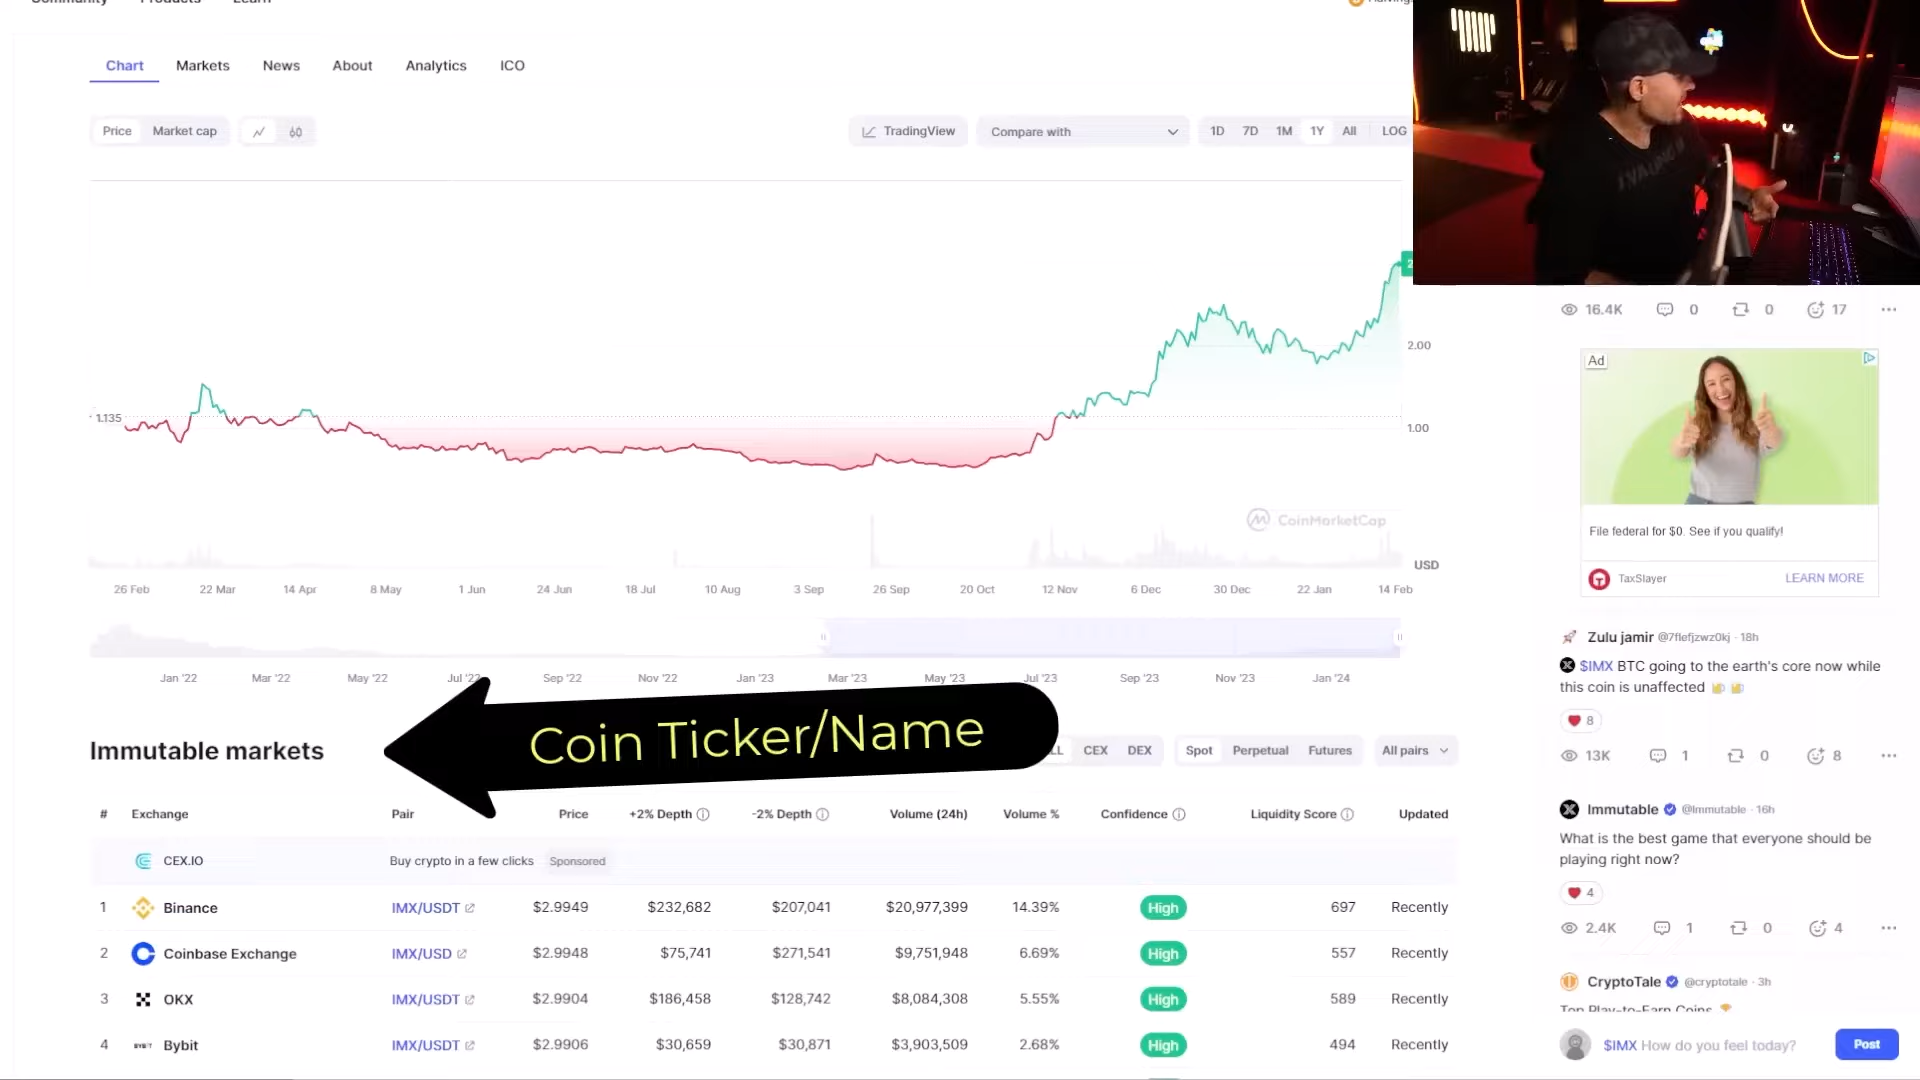 Community Products Learn
Chart Markets News About Analytics ICO
Price Market cap
TradingView Compare with 1D 7D 1M 1Y All LOG
1.135
2.00
1.00
CoinMarketCap
USD
26 Feb 22 Mar 14 Apr 8 May 1 Jun 24 Jun 18 Jul 10 Aug 3 Sep 26 Sep 20 Oct 12 Nov 6 Dec 30 Dec 22 Jan 14 Feb
Jan '22 Mar '22 May '22 Jul '22 Sep '22 Nov '22 Jan '23 Mar '23 May '23 Jul '23 Sep '23 Nov '23 Jan '24
Coin Ticker/Name
Immutable markets
CEX DEX Spot Perpetual Futures All pairs
# Exchange Pair Price +2% Depth -2% Depth Volume (24h) Volume % Confidence Liquidity Score Updated
CEX.IO Buy crypto in a few clicks Sponsored
1 Binance IMX/USDT $2.9949 $232,682 $207,041 $20,977,399 14.39% High 697 Recently
2 Coinbase Exchange IMX/USD $2.9948 $75,741 $271,541 $9,751,948 6.69% High 557 Recently
3 OKX IMX/USDT $2.9904 $186,458 $128,742 $8,084,308 5.55% High 589 Recently
4 Bybit IMX/USDT $2.9906 $30,659 $30,871 $3,903,509 2.68% High 494 Recently
16.4K 0 0 17
Ad
File federal for $0. See if you qualify!
TaxSlayer LEARN MORE
Zulu jamir @7flefjzwz0kj · 18h
$IMX BTC going to the earth's core now while
this coin is unaffected
8
13K 1 0 8
Immutable @Immutable · 16h
What is the best game that everyone should be
playing right now?
4
2.4K 1 0 4
CryptoTale @cryptotale · 3h
Top Play-to-Earn Coins
$IMX How do you feel today? Post